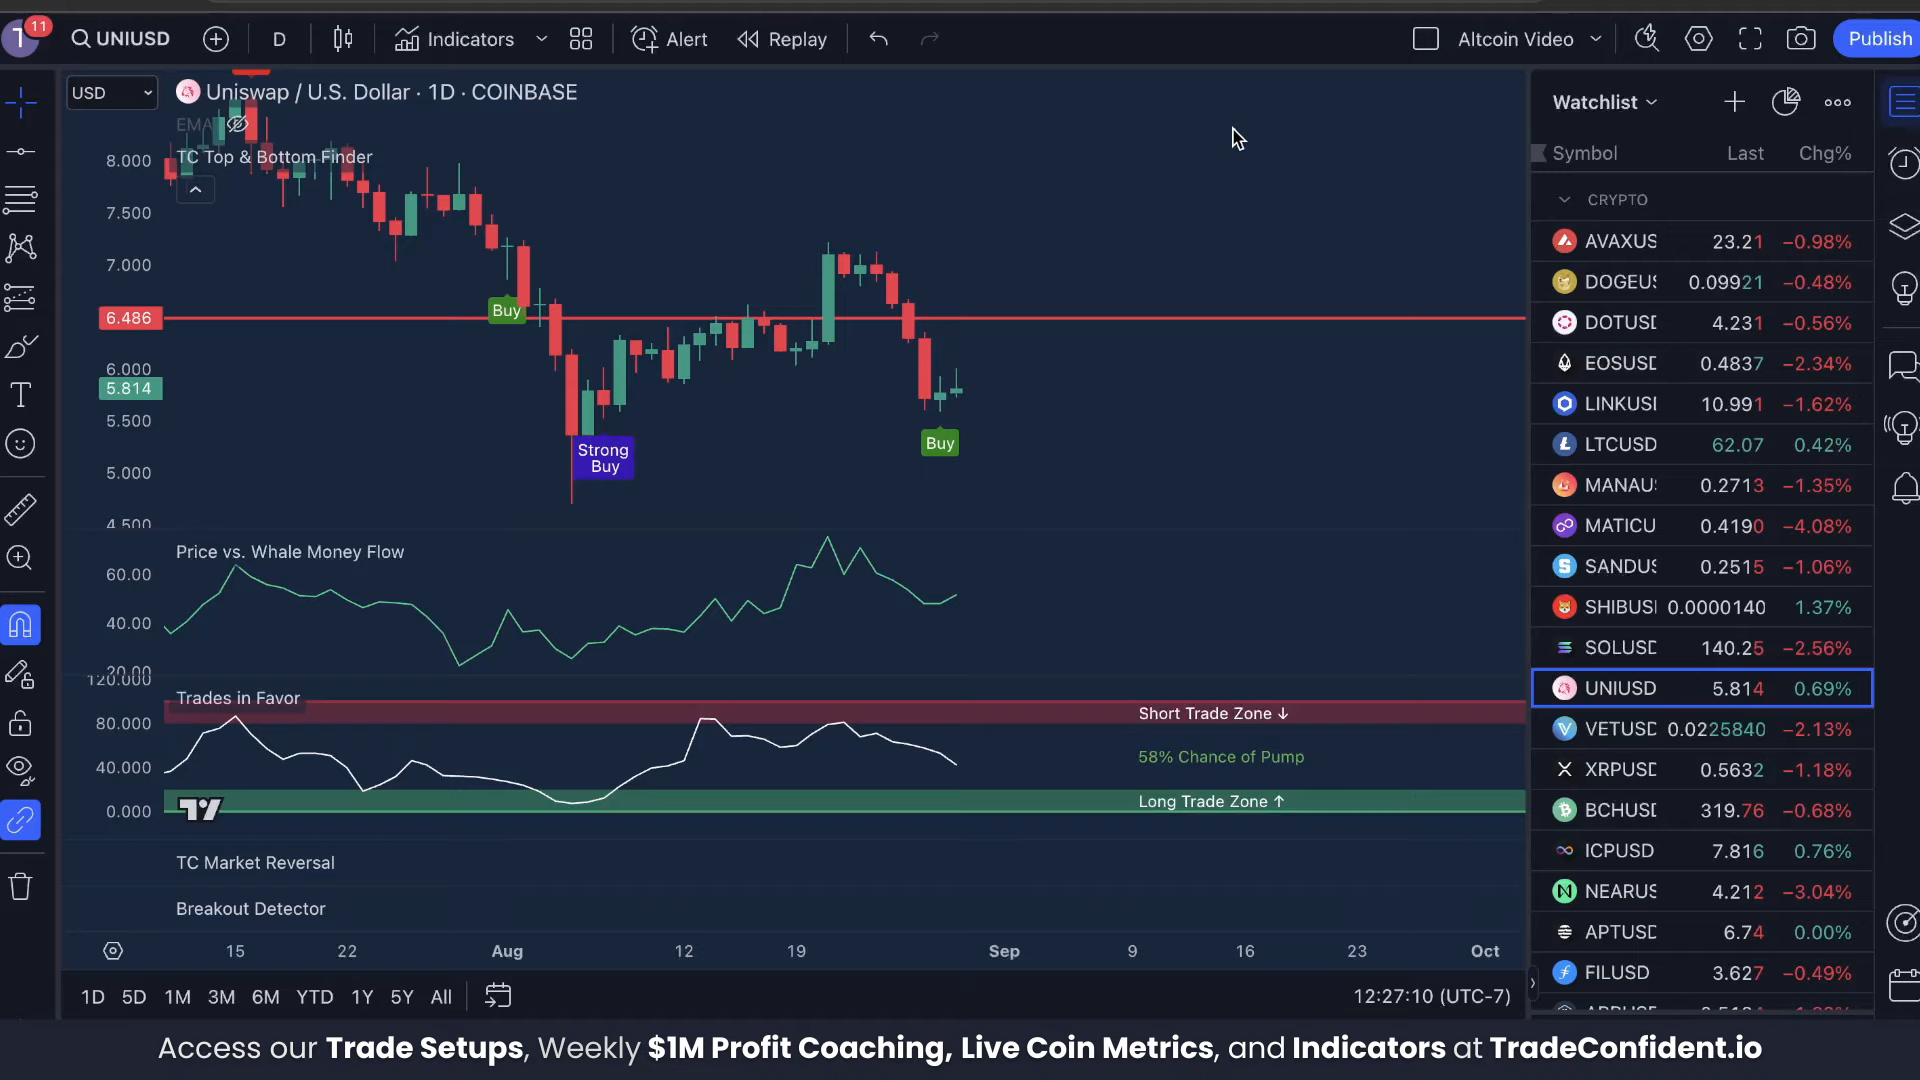 T 11 UNIUSD D Indicators Alert Replay Altcoin Video Publish
USD
Uniswap / U.S. Dollar · 1D · COINBASE
EMA
TC Top & Bottom Finder
8.000
7.500
7.000
6.486
6.000
5.814
5.500
5.000
4.500
Buy
Strong
Buy
Buy
Price vs. Whale Money Flow
60.00
40.00
20.00
120.000
Trades in Favor
80.000
40.000
0.000
Short Trade Zone ↓
58% Chance of Pump
Long Trade Zone ↑
TC Market Reversal
Breakout Detector
15 22 Aug 12 19 Sep 9 16 23 Oct
1D 5D 1M 3M 6M YTD 1Y 5Y All 12:27:10 (UTC-7)
Watchlist
Symbol Last Chg%
CRYPTO
AVAXUS 23.21 −0.98%
DOGEUS 0.09921 −0.48%
DOTUSD 4.231 −0.56%
EOSUSD 0.4837 −2.34%
LINKUSD 10.991 −1.62%
LTCUSD 62.07 0.42%
MANAUS 0.2713 −1.35%
MATICU 0.4190 −4.08%
SANDUS 0.2515 −1.06%
SHIBUSD 0.0000140 1.37%
SOLUSD 140.25 −2.56%
UNIUSD 5.814 0.69%
VETUSD 0.0225840 −2.13%
XRPUSD 0.5632 −1.18%
BCHUSD 319.76 −0.68%
ICPUSD 7.816 0.76%
NEARUS 4.212 −3.04%
APTUSD 6.74 0.00%
FILUSD 3.627 −0.49%
Access our Trade Setups, Weekly $1M Profit Coaching, Live Coin Metrics, and Indicators at TradeConfident.io